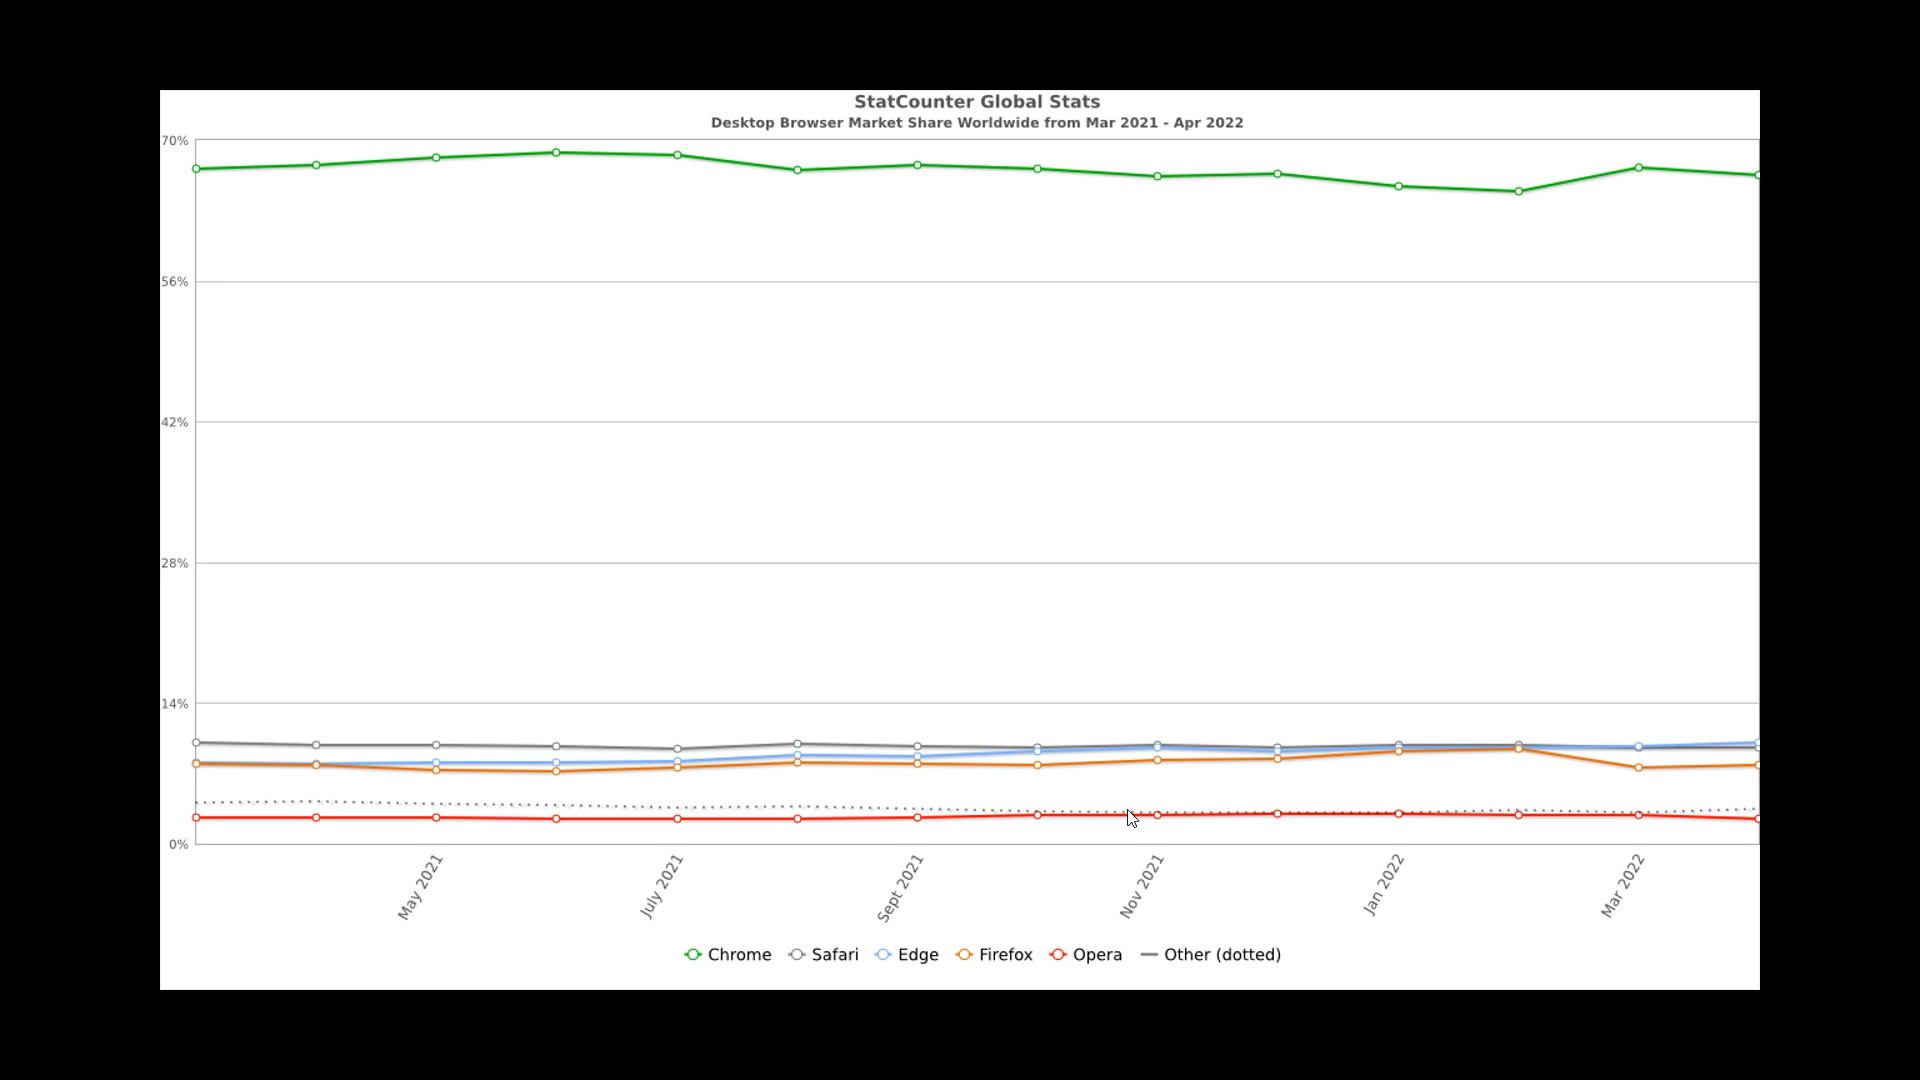 StatCounter Global Stats
Desktop Browser Market Share Worldwide from Mar 2021 - Apr 2022
70%
56%
42%
28%
14%
0%
May 2021
July 2021
Sept 2021
Nov 2021
Jan 2022
Mar 2022
Chrome Safari Edge Firefox Opera Other (dotted)